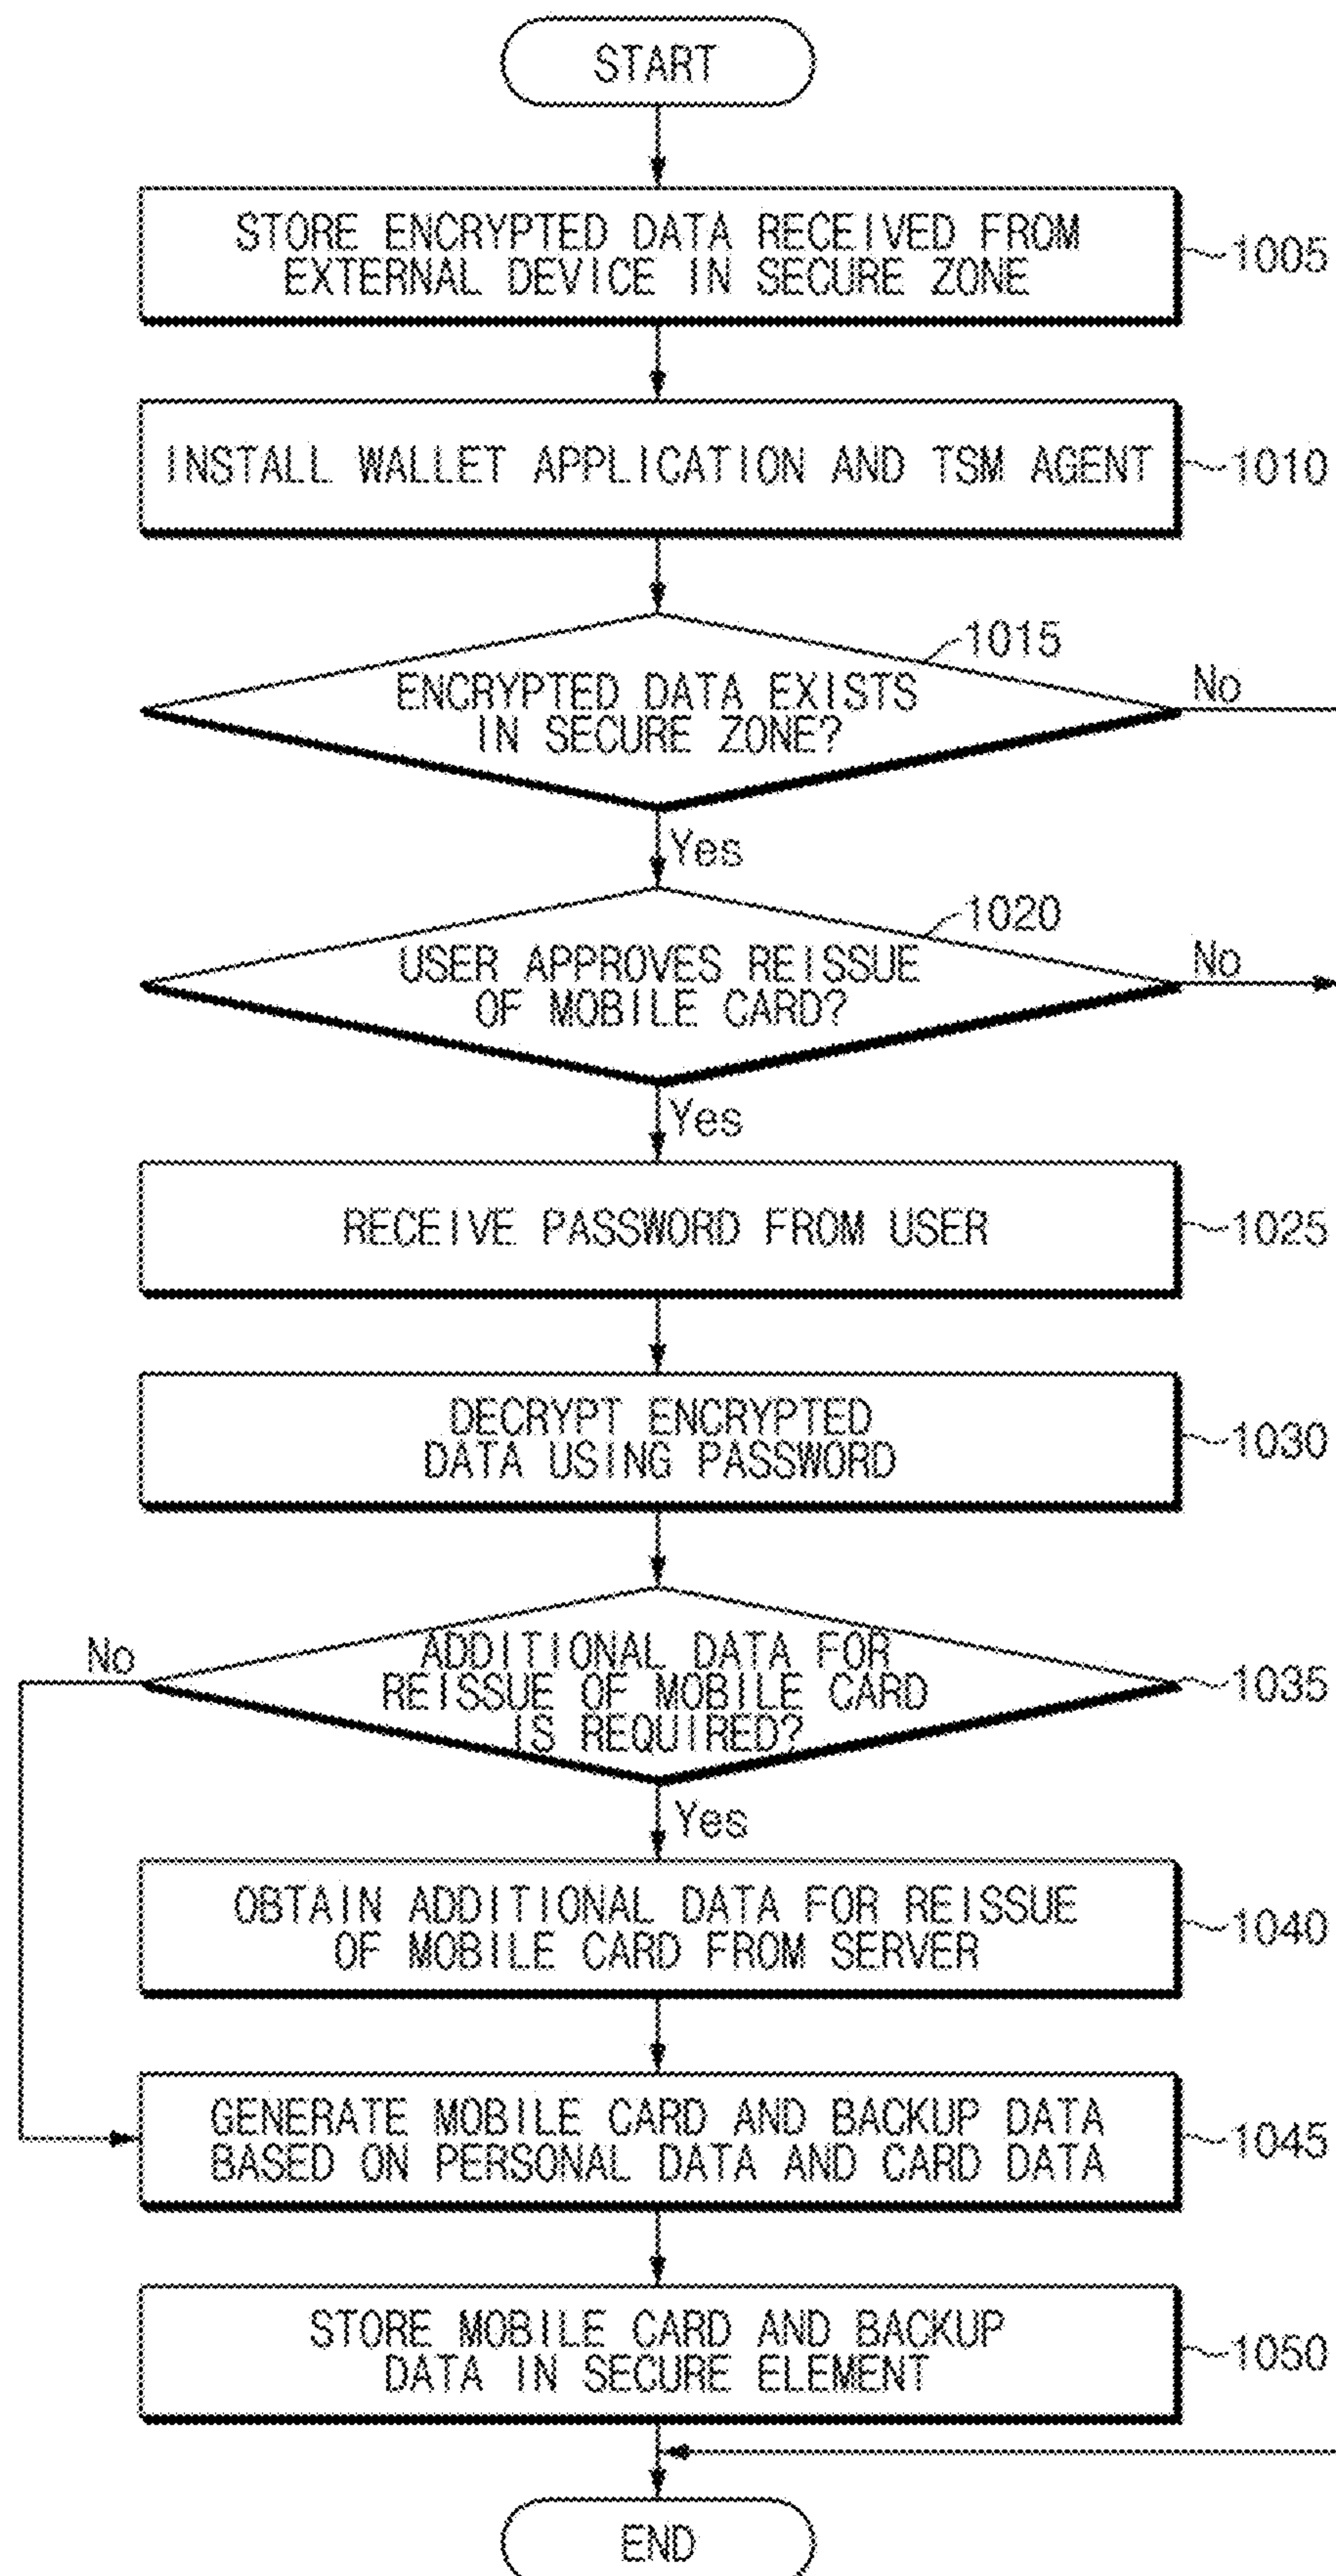 START
STORE ENCRYPTED DATA RECEIVED FROM
EXTERNAL DEVICE IN SECURE ZONE
1005
INSTALL WALLET APPLICATION AND TSM AGENT
1010
1015
ENCRYPTED DATA EXISTS
IN SECURE ZONE?
No
Yes
1020
USER APPROVES REISSUE
OF MOBILE CARD?
No
Yes
RECEIVE PASSWORD FROM USER
1025
DECRYPT ENCRYPTED
DATA USING PASSWORD
1030
No
ADDITIONAL DATA FOR
REISSUE OF MOBILE CARD
IS REQUIRED?
1035
Yes
OBTAIN ADDITIONAL DATA FOR REISSUE
OF MOBILE CARD FROM SERVER
1040
GENERATE MOBILE CARD AND BACKUP DATA
BASED ON PERSONAL DATA AND CARD DATA
1045
STORE MOBILE CARD AND BACKUP
DATA IN SECURE ELEMENT
1050
END